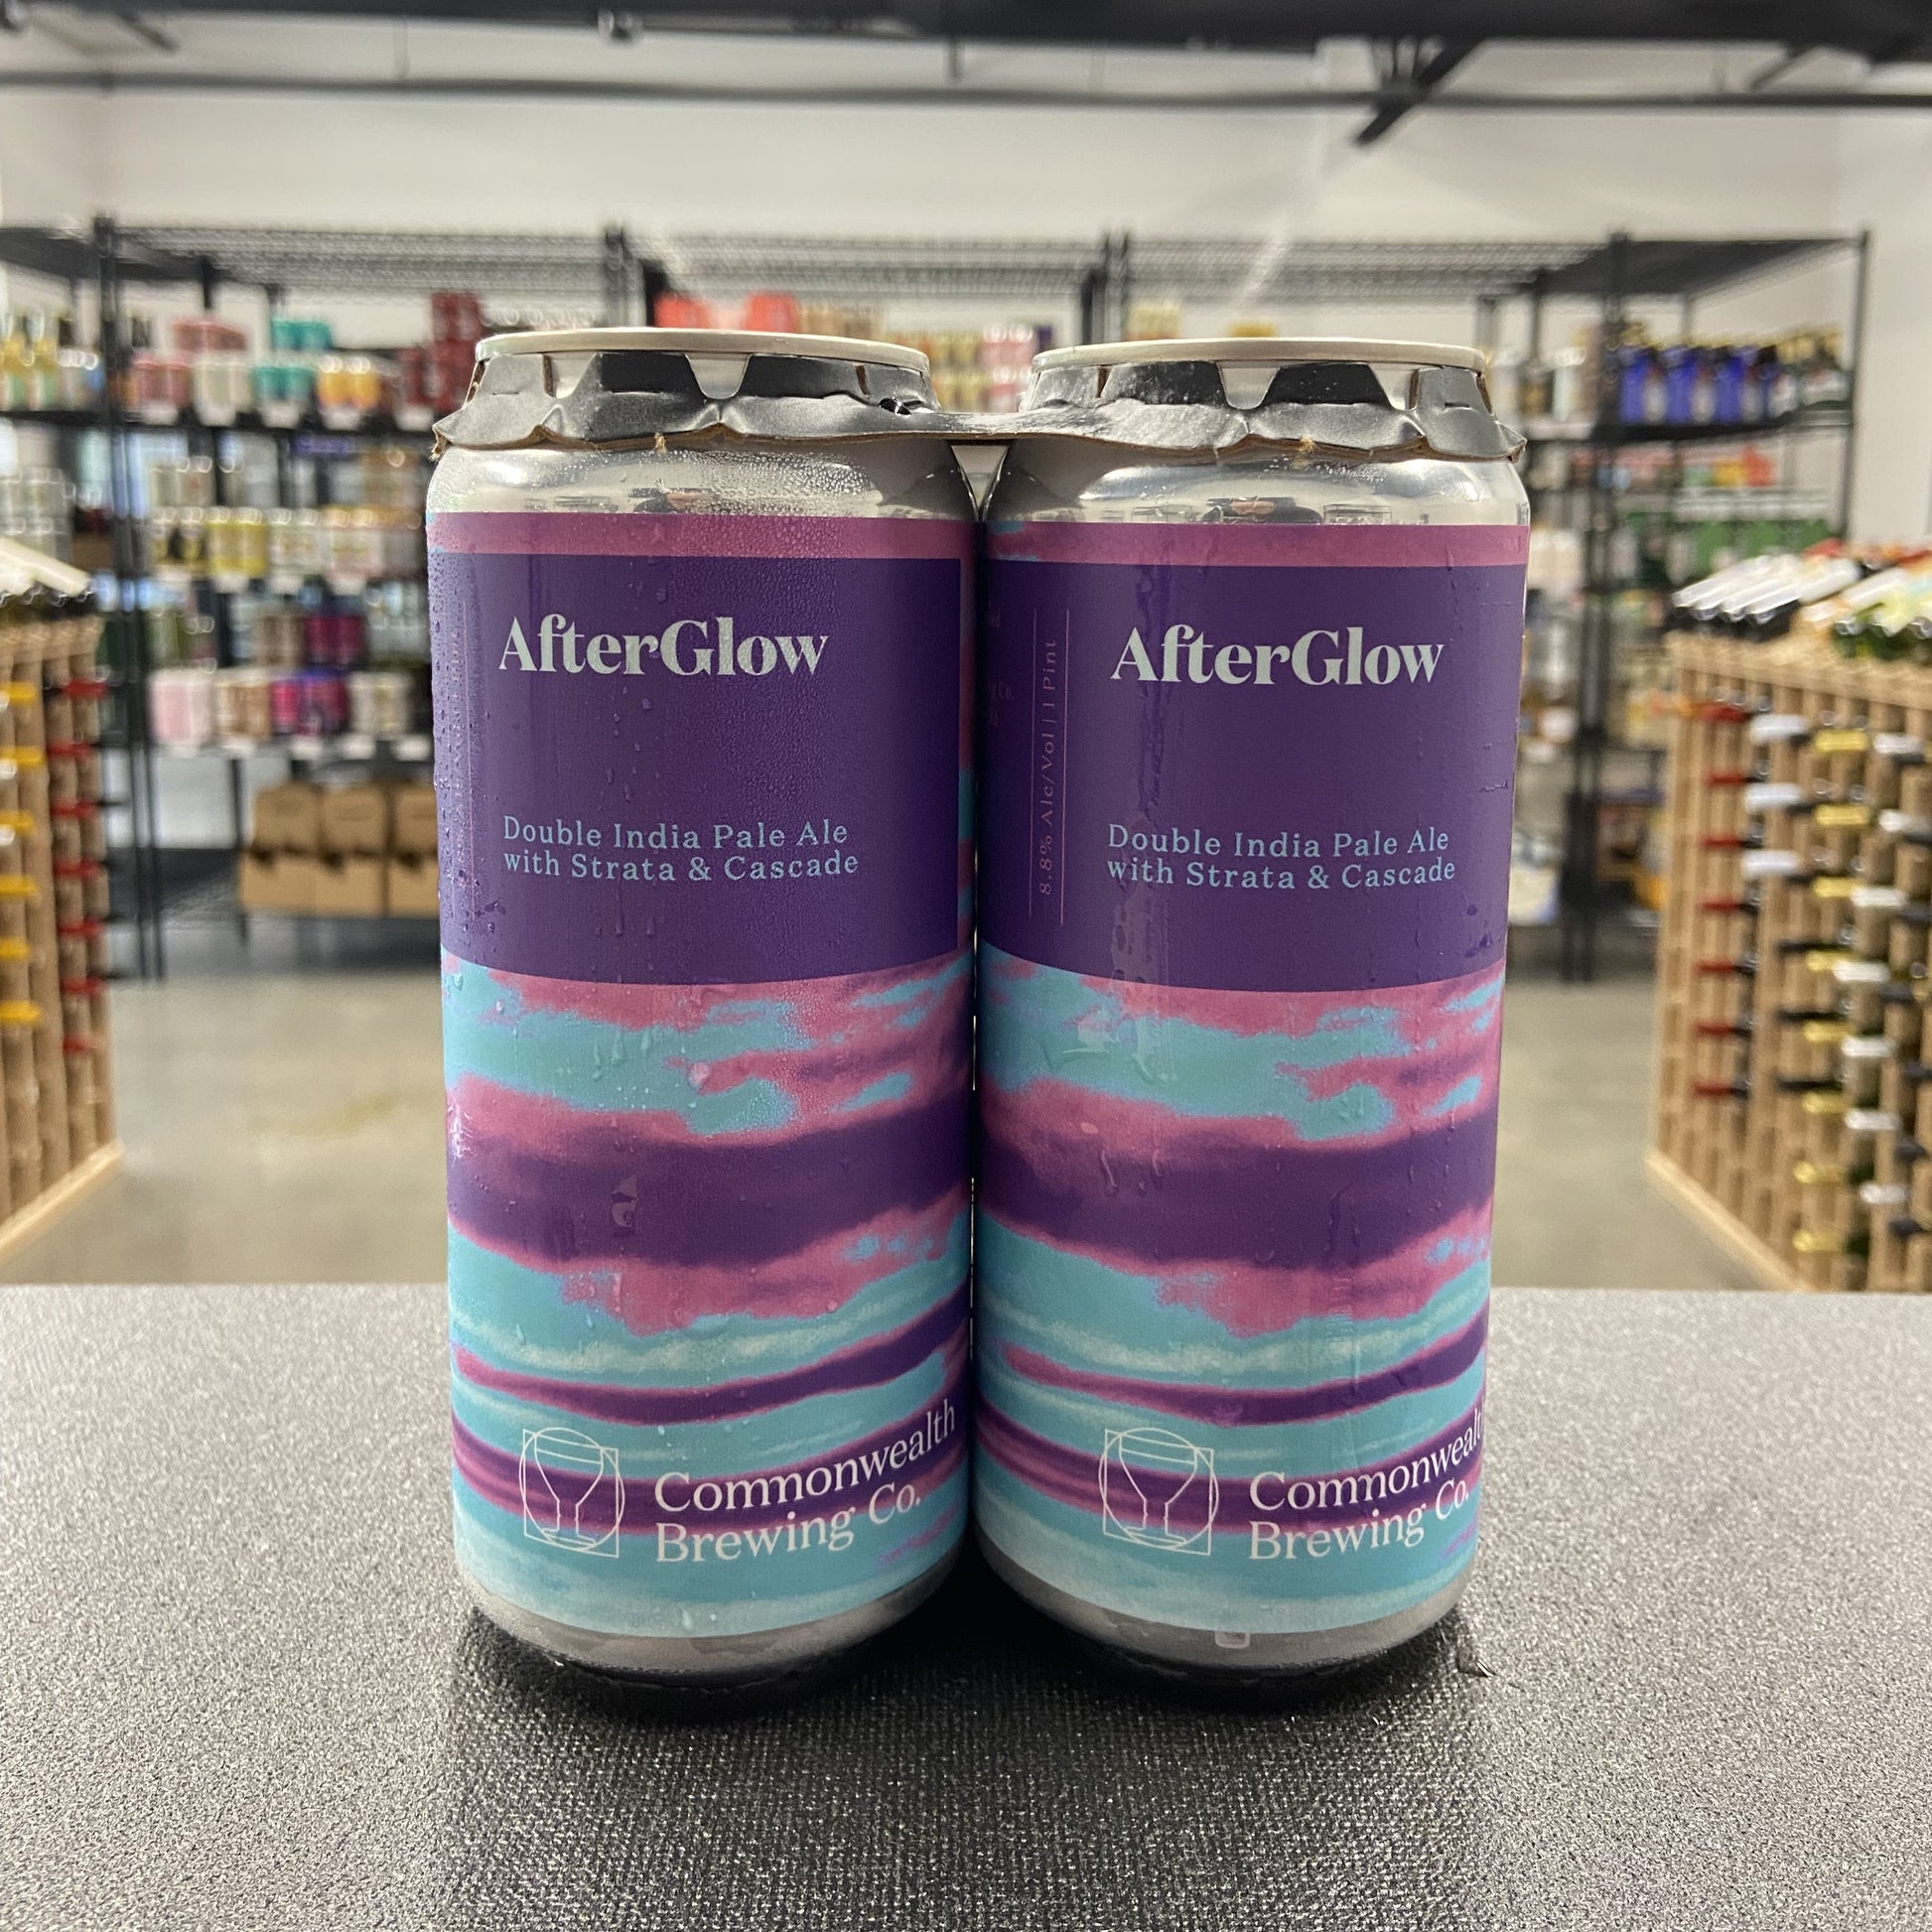 AfterGlow
Double India Pale Ale
with Strata & Cascade
Commonwealth
Brewing Co.
8.8% Alc/Vol | 1 Pint
AfterGlow
Double India Pale Ale
with Strata & Cascade
Commonwealt
Brewing Co.